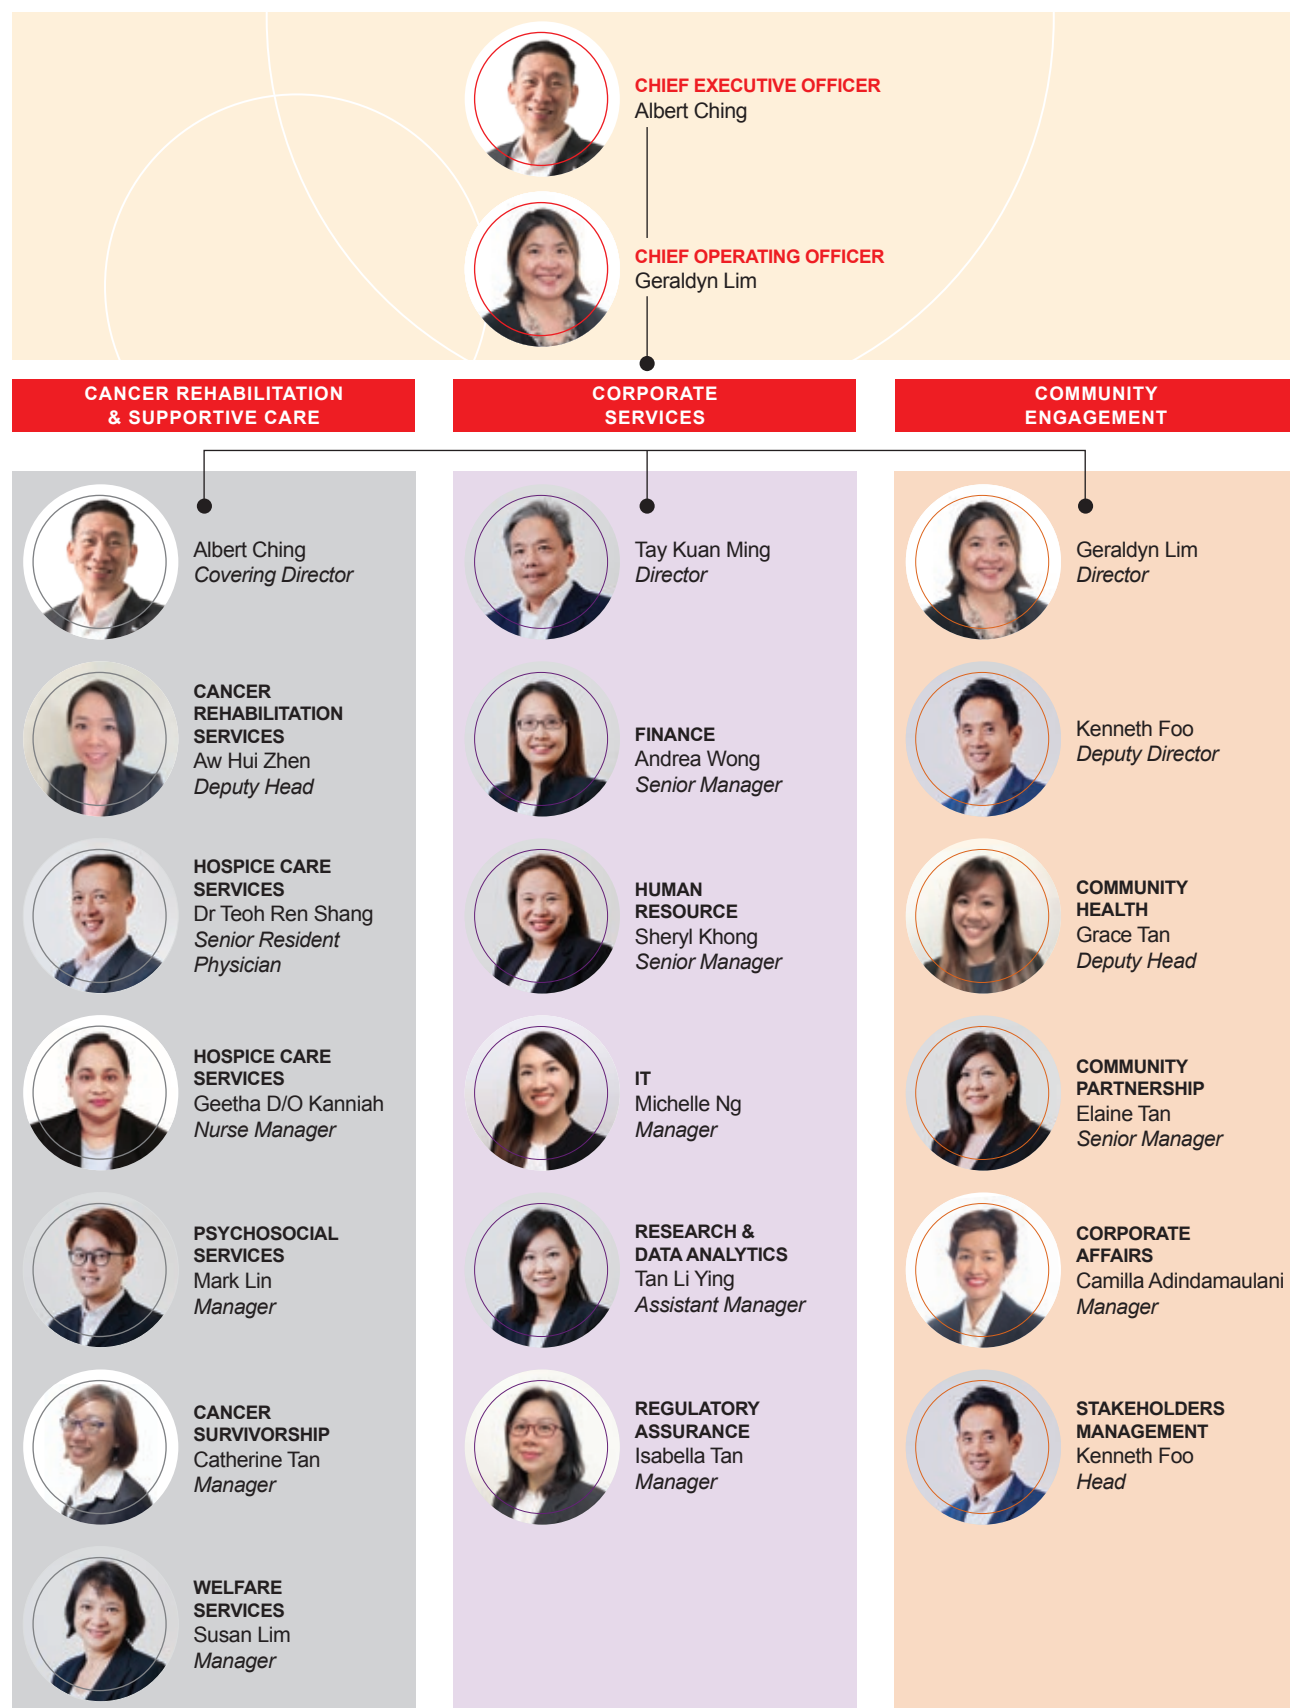 CHIEF EXECUTIVE OFFICER
Albert Ching
CHIEF OPERATING OFFICER
Geraldyn Lim
CANCER REHABILITATION
& SUPPORTIVE CARE
Albert Ching
Covering Director
CANCER
REHABILITATION
SERVICES
Aw Hui Zhen
Deputy Head
HOSPICE CARE
SERVICES
Dr Teoh Ren Shang
Senior Resident
Physician
HOSPICE CARE
SERVICES
Geetha D/O Kanniah
Nurse Manager
PSYCHOSOCIAL
SERVICES
Mark Lin
Manager
CANCER
SURVIVORSHIP
Catherine Tan
Manager
WELFARE
SERVICES
Susan Lim
Manager
CORPORATE
SERVICES
Tay Kuan Ming
Director
FINANCE
Andrea Wong
Senior Manager
HUMAN
RESOURCE
Sheryl Khong
Senior Manager
IT
Michelle Ng
Manager
RESEARCH &
DATA ANALYTICS
Tan Li Ying
Assistant Manager
REGULATORY
ASSURANCE
Isabella Tan
Manager
COMMUNITY
ENGAGEMENT
Geraldyn Lim
Director
Kenneth Foo
Deputy Director
COMMUNITY
HEALTH
Grace Tan
Deputy Head
COMMUNITY
PARTNERSHIP
Elaine Tan
Senior Manager
CORPORATE
AFFAIRS
Camilla Adindamaulani
Manager
STAKEHOLDERS
MANAGEMENT
Kenneth Foo
Head